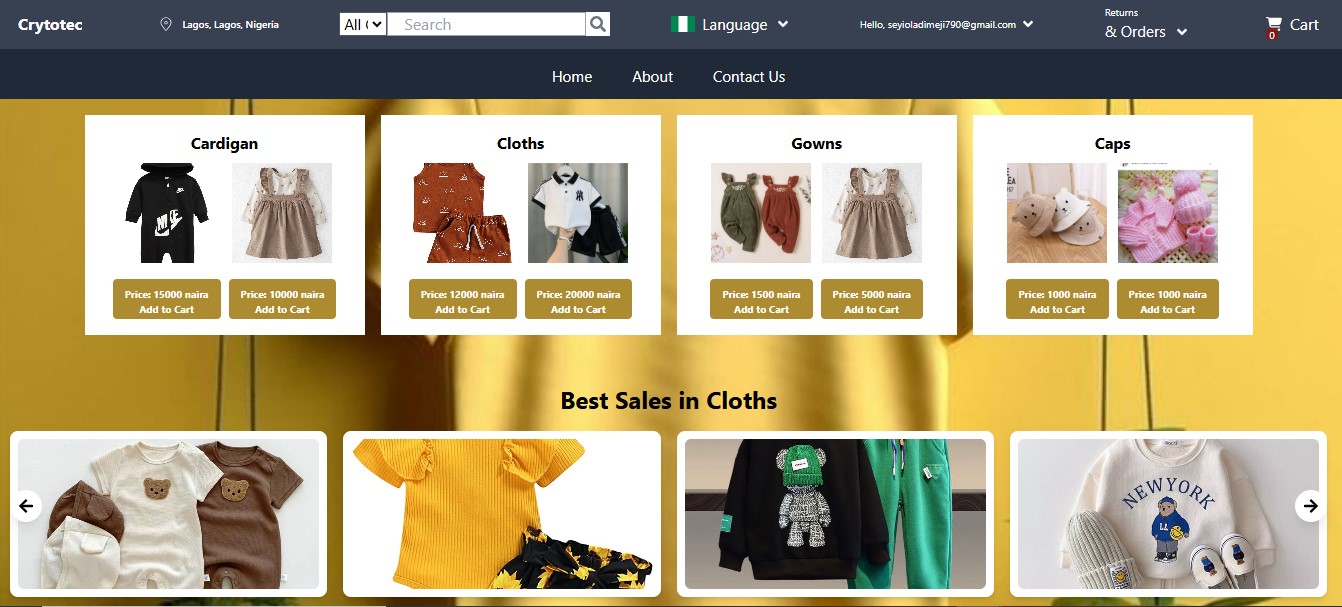 Crytotec
Lagos, Lagos, Nigeria
All (
Search
Language
Hello, seyioladimeji790@gmail.com
Returns
& Orders
0
Cart
Home
About
Contact Us
Cardigan
Cloths
Gowns
Caps
Price: 15000 naira
Add to Cart
Price: 10000 naira
Add to Cart
Price: 12000 naira
Add to Cart
Price: 20000 naira
Add to Cart
Price: 1500 naira
Add to Cart
Price: 5000 naira
Add to Cart
Price: 1000 naira
Add to Cart
Price: 1000 naira
Add to Cart
Best Sales in Cloths
NEWYORK